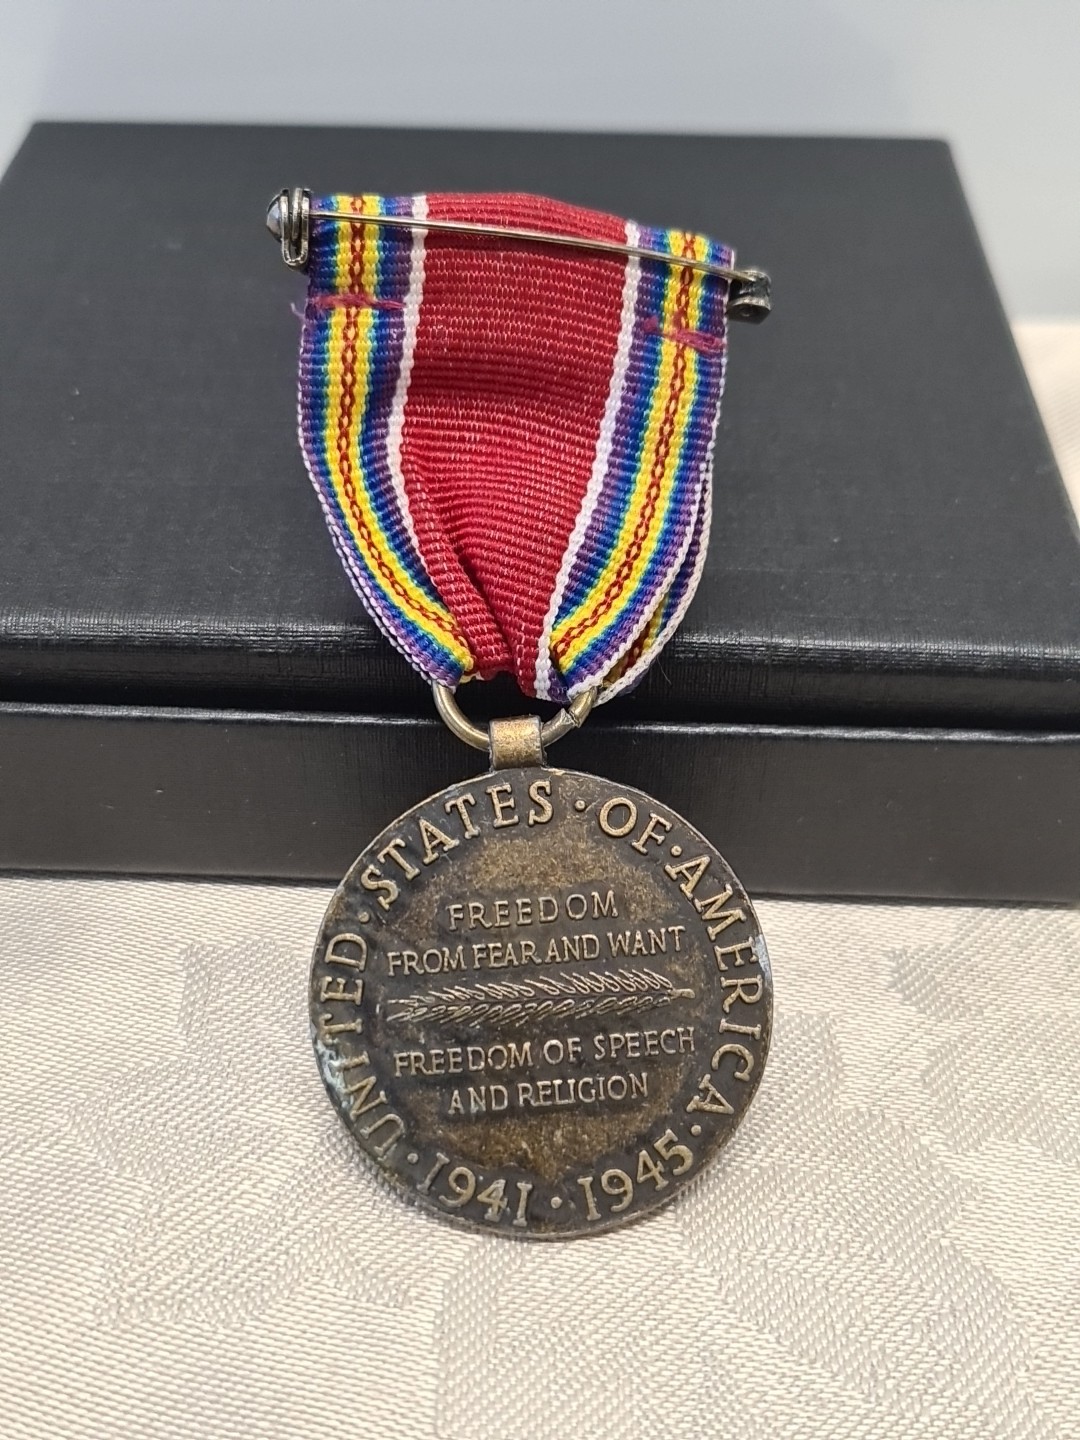 UNITED · STATES · OF · AMERICA · 1941 · 1945 ·
FREEDOM
FROM FEAR AND WANT
FREEDOM OF SPEECH
AND RELIGION